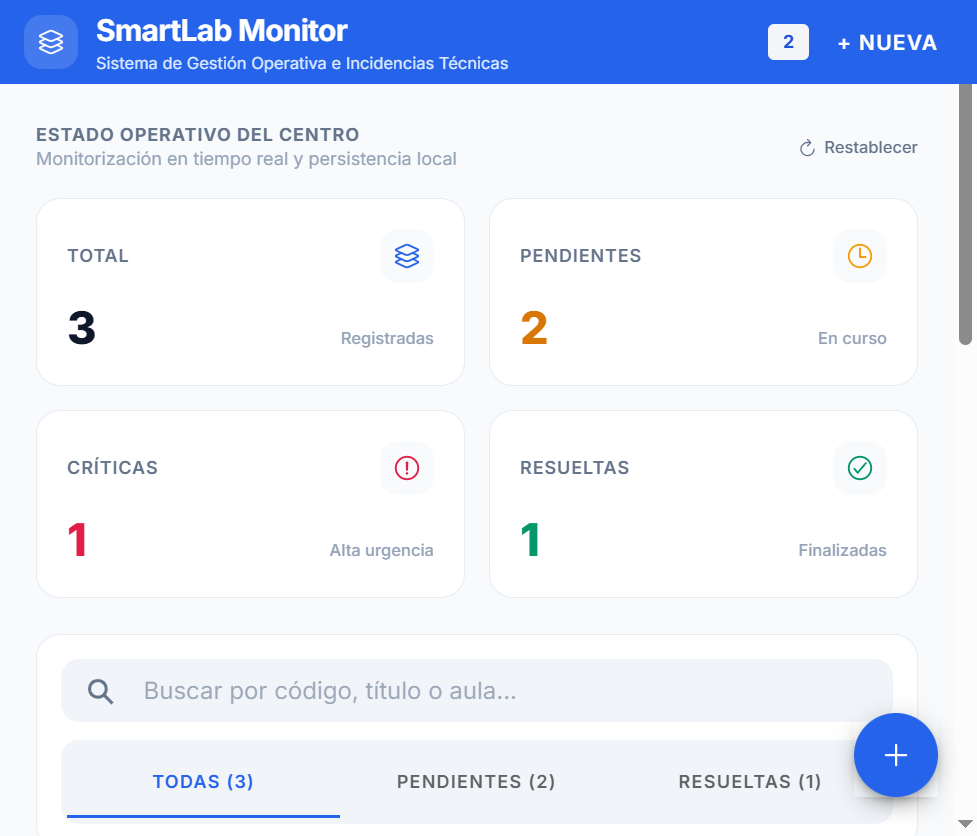 SmartLab Monitor
Sistema de Gestión Operativa e Incidencias Técnicas
2
+ NUEVA
ESTADO OPERATIVO DEL CENTRO
Monitorización en tiempo real y persistencia local
Restablecer
TOTAL
3
Registradas
PENDIENTES
2
En curso
CRÍTICAS
1
Alta urgencia
RESUELTAS
1
Finalizadas
Buscar por código, título o aula...
TODAS (3)
PENDIENTES (2)
RESUELTAS (1)